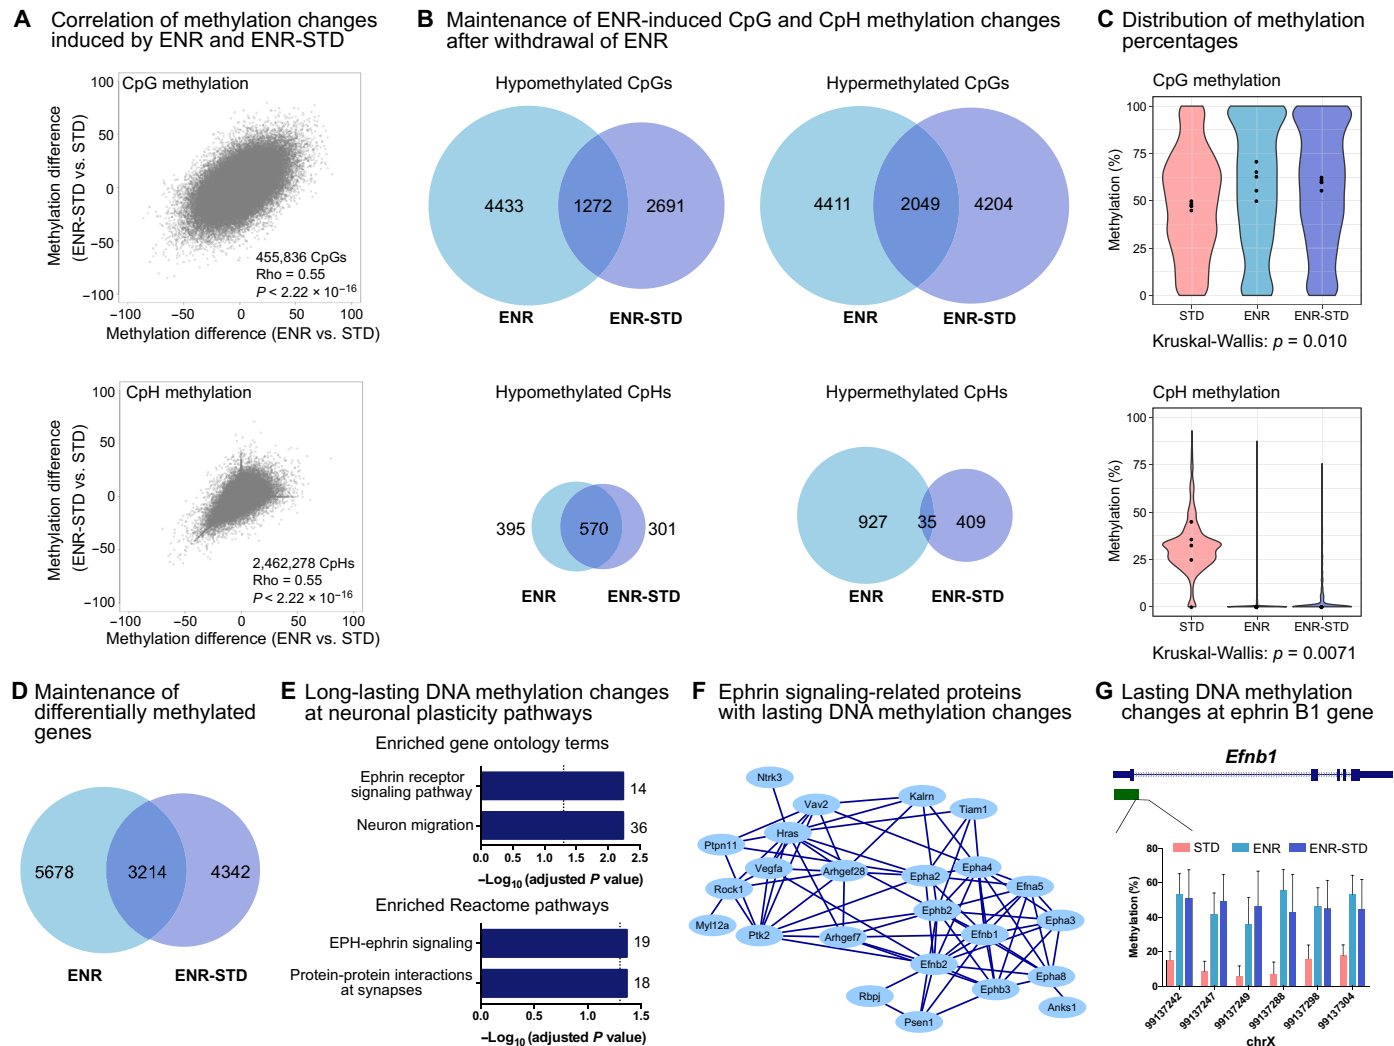 A Correlation of methylation changes
induced by ENR and ENR-STD
CpG methylation
Methylation difference
(ENR-STD vs. STD)
100
50
0
−50
−100
455,836 CpGs
Rho = 0.55
P < 2.22 × 10−16
−100 −50 0 50 100
Methylation difference (ENR vs. STD)
CpH methylation
Methylation difference
(ENR-STD vs. STD)
100
50
0
−50
−100
2,462,278 CpHs
Rho = 0.55
P < 2.22 × 10−16
−100 −50 0 50 100
Methylation difference (ENR vs. STD)
B Maintenance of ENR-induced CpG and CpH methylation changes
after withdrawal of ENR
Hypomethylated CpGs
4433 1272 2691
ENR ENR-STD
Hypermethylated CpGs
4411 2049 4204
ENR ENR-STD
Hypomethylated CpHs
395 570 301
ENR ENR-STD
Hypermethylated CpHs
927 35 409
ENR ENR-STD
C Distribution of methylation
percentages
CpG methylation
Methylation (%)
100
75
50
25
0
STD ENR ENR-STD
Kruskal-Wallis: p = 0.010
CpH methylation
Methylation (%)
100
75
50
25
0
STD ENR ENR-STD
Kruskal-Wallis: p = 0.0071
D Maintenance of
differentially methylated
genes
5678 3214 4342
ENR ENR-STD
E Long-lasting DNA methylation changes
at neuronal plasticity pathways
Enriched gene ontology terms
Ephrin receptor
signaling pathway
14
Neuron migration
36
0.0 0.5 1.0 1.5 2.0 2.5
−Log10 (adjusted P value)
Enriched Reactome pathways
EPH-ephrin signaling
19
Protein-protein interactions
at synapses
18
0.0 0.5 1.0 1.5
−Log10 (adjusted P value)
F Ephrin signaling-related proteins
with lasting DNA methylation changes
Ntrk3
Vav2
Kalrn
Tiam1
Hras
Ptpn11
Vegfa
Arhgef28
Epha2
Epha4
Rock1
Efna5
Ephb2
Epha3
Myl12a
Ptk2
Arhgef7
Efnb1
Efnb2
Epha8
Ephb3
Rbpj
Anks1
Psen1
G Lasting DNA methylation
changes at ephrin B1 gene
Efnb1
STD ENR ENR-STD
Methylation (%)
80
60
40
20
0
99137242 99137247 99137249 99137288 99137298 99137304
chrX